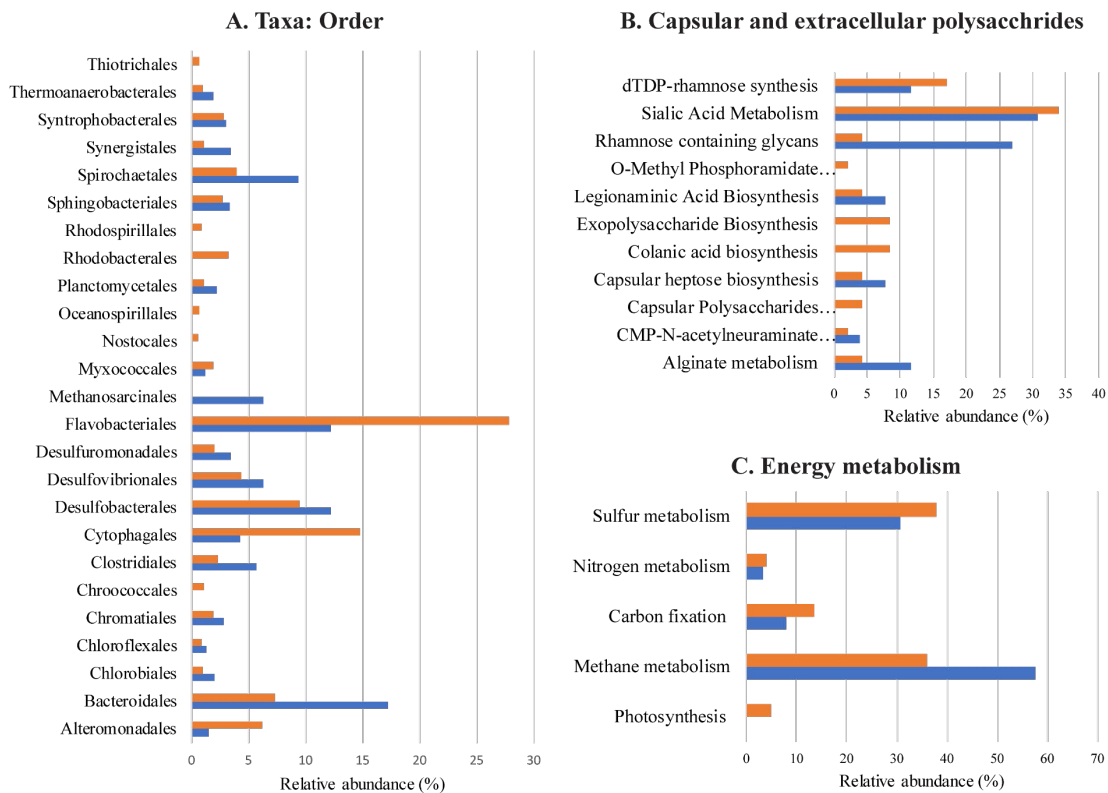 A. Taxa: Order
Thiotrichales
Thermoanaerobacterales
Syntrophobacterales
Synergistales
Spirochaetales
Sphingobacteriales
Rhodospirillales
Rhodobacterales
Planctomycetales
Oceanospirillales
Nostocales
Myxococcales
Methanosarcinales
Flavobacteriales
Desulfuromonadales
Desulfovibrionales
Desulfobacterales
Cytophagales
Clostridiales
Chroococcales
Chromatiales
Chloroflexales
Chlorobiales
Bacteroidales
Alteromonadales
0 5 10 15 20 25 30
Relative abundance (%)
B. Capsular and extracellular polysacchrides
dTDP-rhamnose synthesis
Sialic Acid Metabolism
Rhamnose containing glycans
O-Methyl Phosphoramidate…
Legionaminic Acid Biosynthesis
Exopolysaccharide Biosynthesis
Colanic acid biosynthesis
Capsular heptose biosynthesis
Capsular Polysaccharides…
CMP-N-acetylneuraminate…
Alginate metabolism
0 5 10 15 20 25 30 35 40
Relative abundance (%)
C. Energy metabolism
Sulfur metabolism
Nitrogen metabolism
Carbon fixation
Methane metabolism
Photosynthesis
0 10 20 30 40 50 60 70
Relative abundance (%)